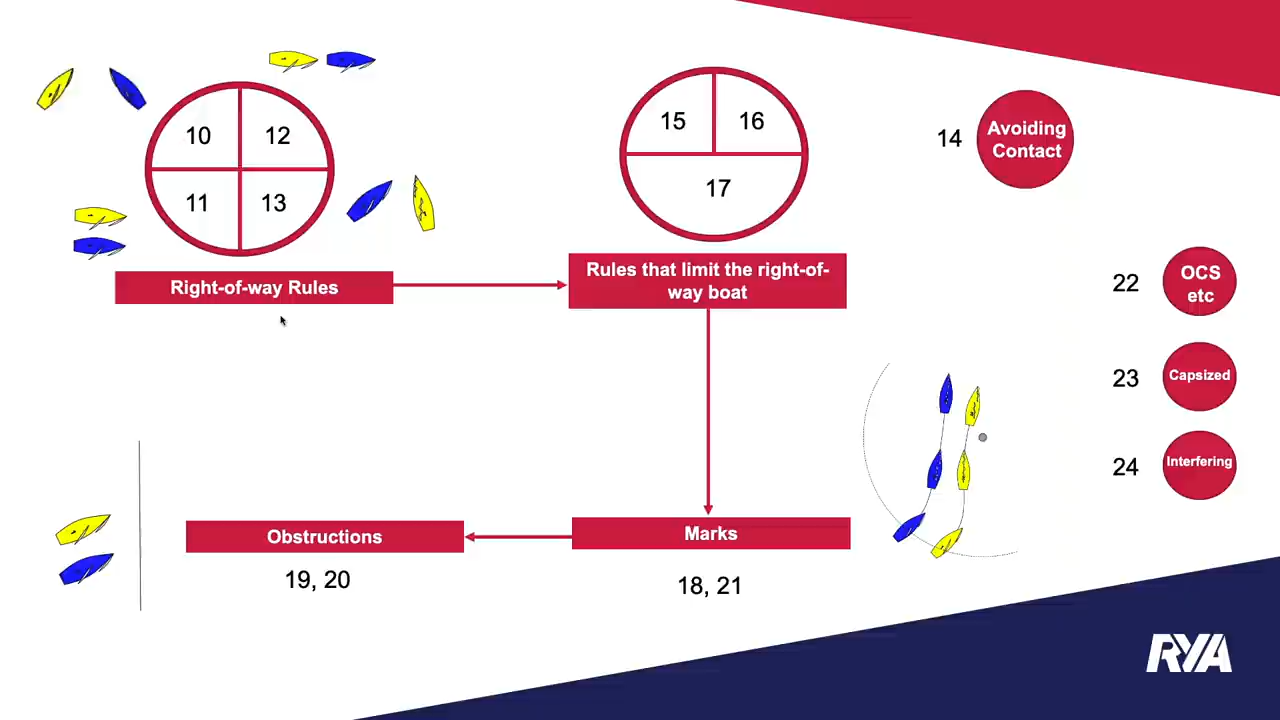 10
12
11
13
Right-of-way Rules
15
16
17
Rules that limit the right-of-
way boat
14
Avoiding
Contact
22
OCS
etc
23
Capsized
24
Interfering
Marks
18, 21
Obstructions
19, 20
RYA